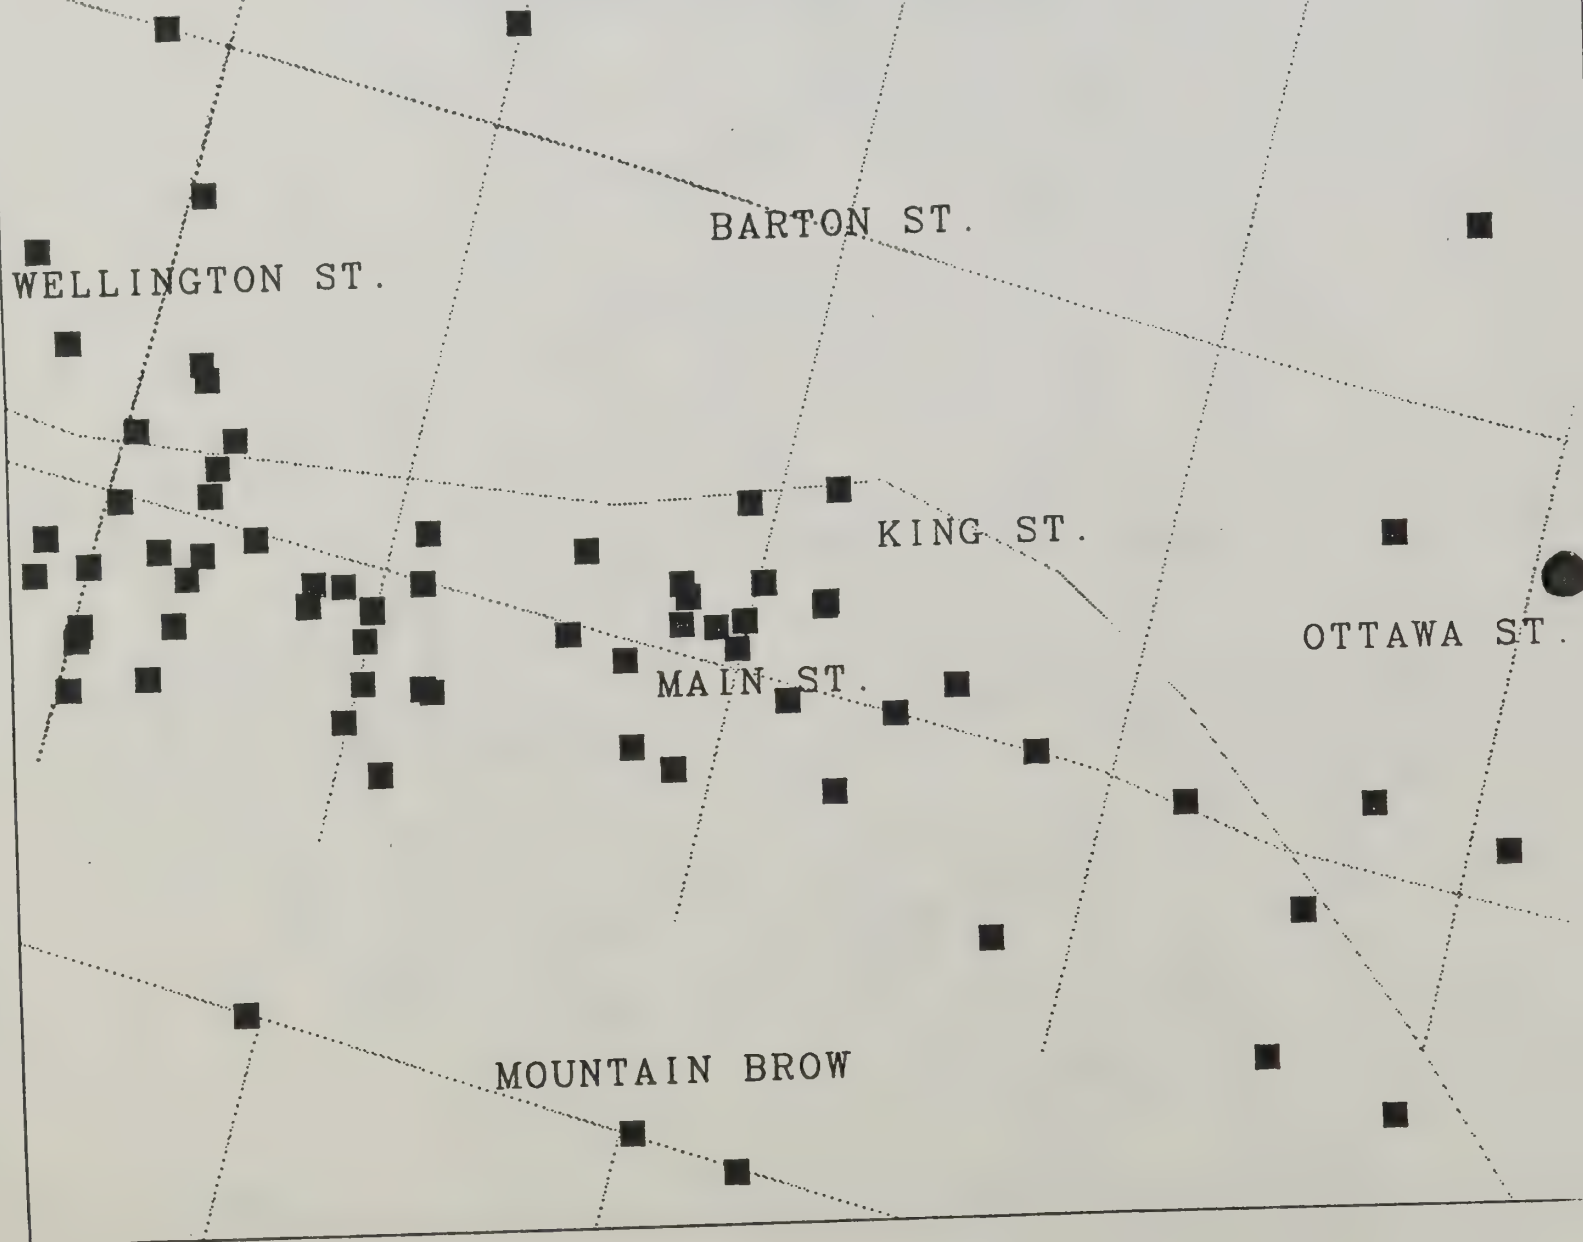 BARTON ST.
WELLINGTON ST.
KING ST.
OTTAWA ST.
MAIN ST.
MOUNTAIN BROW